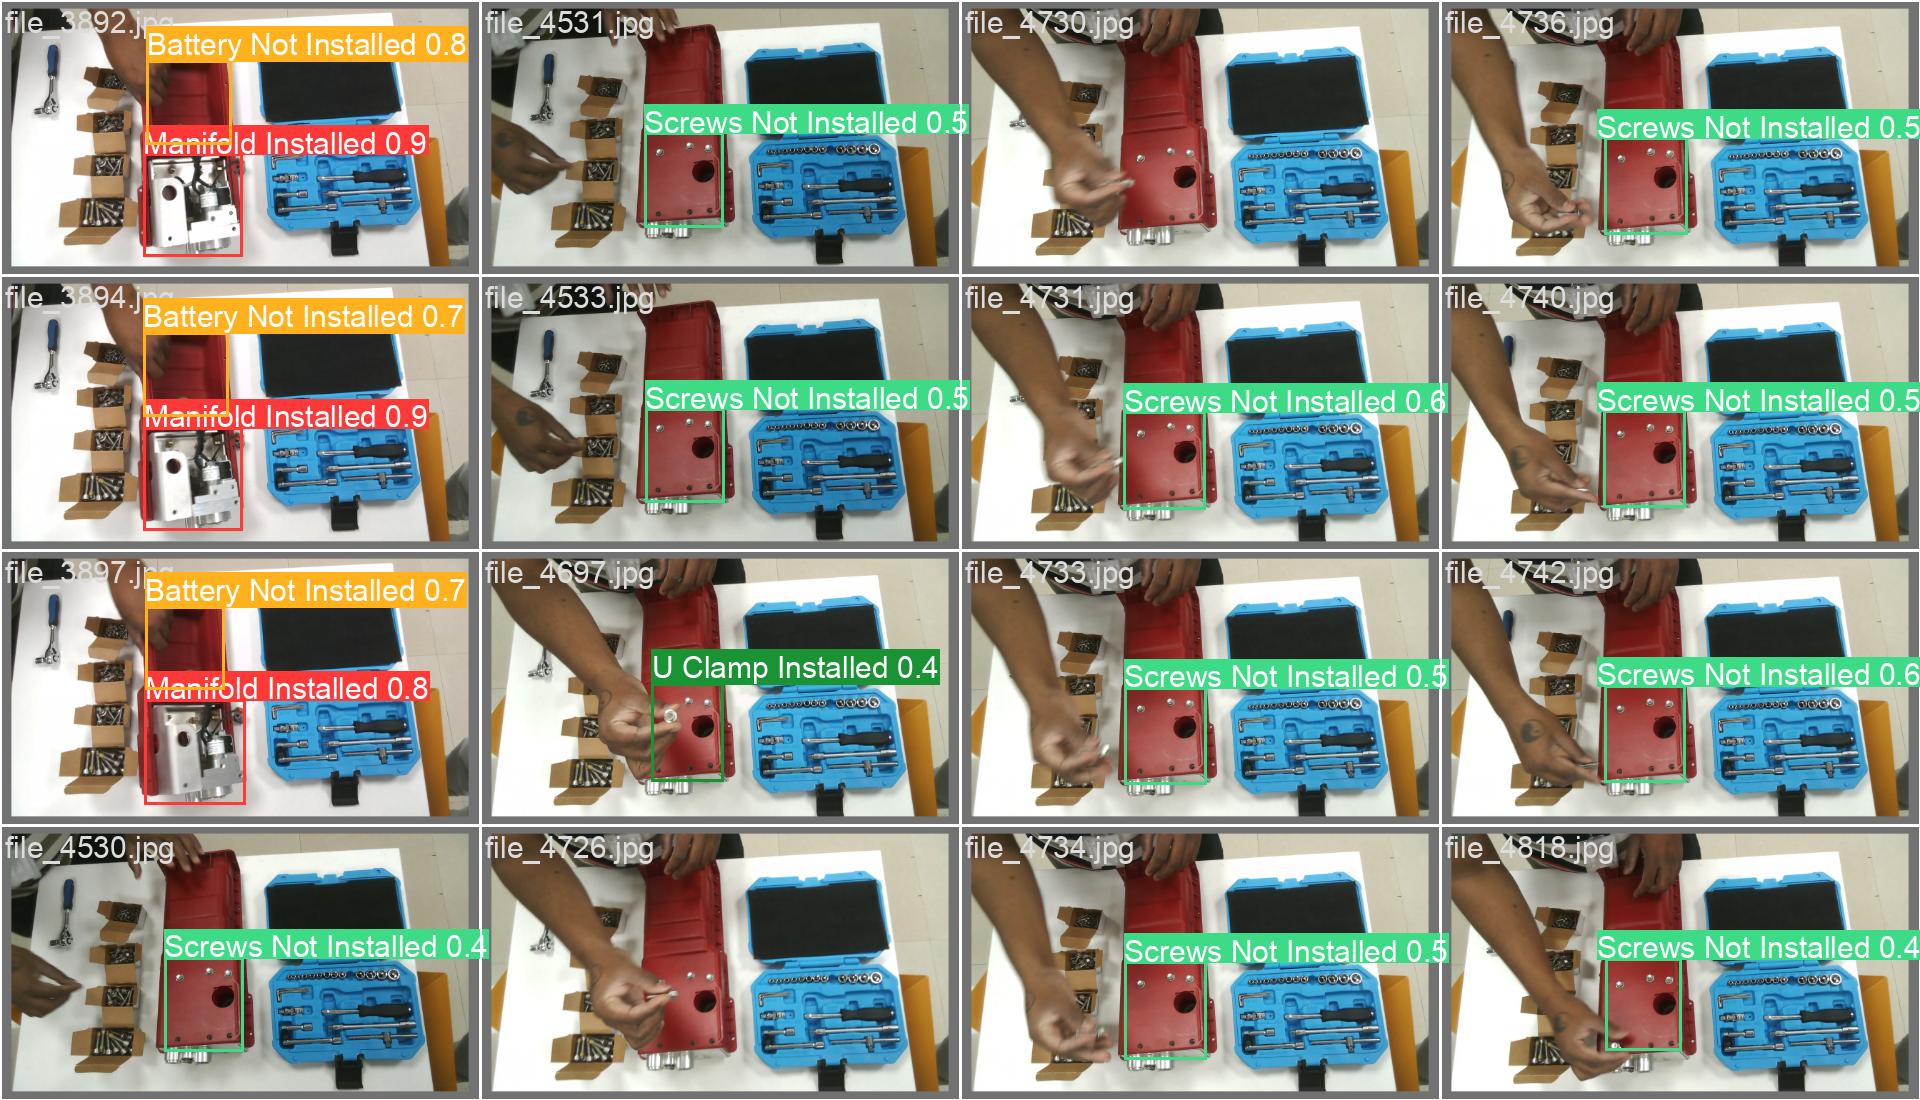 file_3892.jpg
Battery Not Installed 0.8
Manifold Installed 0.9
file_4531.jpg
Screws Not Installed 0.5
file_4730.jpg
file_4736.jpg
Screws Not Installed 0.5
file_3894.jpg
Battery Not Installed 0.7
Manifold Installed 0.9
file_4533.jpg
Screws Not Installed 0.5
file_4731.jpg
Screws Not Installed 0.6
file_4740.jpg
Screws Not Installed 0.5
file_3897.jpg
Battery Not Installed 0.7
Manifold Installed 0.8
file_4697.jpg
U Clamp Installed 0.4
file_4733.jpg
Screws Not Installed 0.5
file_4742.jpg
Screws Not Installed 0.6
file_4530.jpg
Screws Not Installed 0.4
file_4726.jpg
file_4734.jpg
Screws Not Installed 0.5
file_4818.jpg
Screws Not Installed 0.4